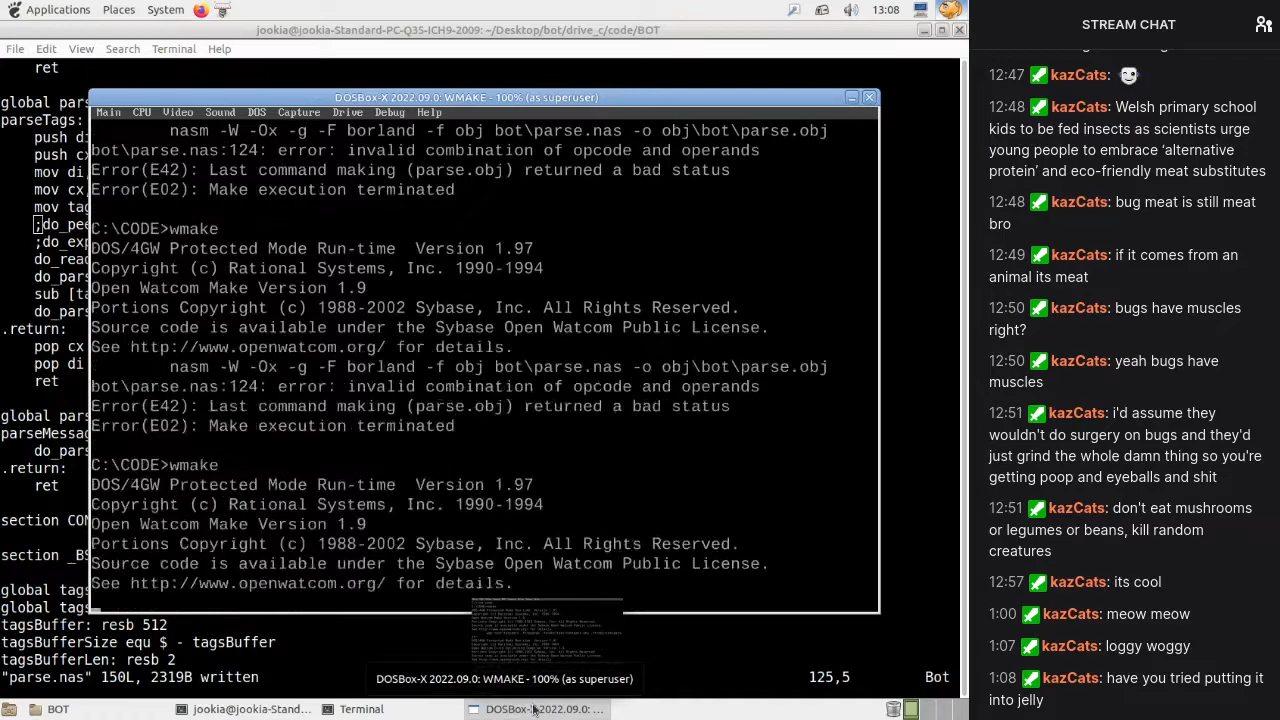 Applications Places System 13:08
jookia@jookia-Standard-PC-Q35-ICH9-2009: ~/Desktop/bot/drive_c/code/BOT
File Edit View Search Terminal Help
ret
global pars
parseTags:
push di
push cx
mov di,
mov cx
mov tag
;do_pee
;do_exp
do_read
do_pars
sub [ta
do_pars
.return:
pop cx
pop di
ret
global pars
parseMessag
do_pars
.return:
ret
section CON
section _BS
global tags
global tags
tagBuffer: resb 512
"parse.nas" 150L, 2319B written
125,5
Bot
DOSBox-X 2022.09.0: WMAKE - 100% (as superuser)
Main CPU Video Sound DOS Capture Drive Debug Help
nasm -W -Ox -g -F borland -f obj bot\parse.nas -o obj\bot\parse.obj
bot\parse.nas:124: error: invalid combination of opcode and operands
Error(E42): Last command making (parse.obj) returned a bad status
Error(E02): Make execution terminated
C:\CODE>wmake
DOS/4GW Protected Mode Run-time Version 1.97
Copyright (c) Rational Systems, Inc. 1990-1994
Open Watcom Make Version 1.9
Portions Copyright (c) 1988-2002 Sybase, Inc. All Rights Reserved.
Source code is available under the Sybase Open Watcom Public License.
See http://www.openwatcom.org/ for details.
nasm -W -Ox -g -F borland -f obj bot\parse.nas -o obj\bot\parse.obj
bot\parse.nas:124: error: invalid combination of opcode and operands
Error(E42): Last command making (parse.obj) returned a bad status
Error(E02): Make execution terminated
C:\CODE>wmake
DOS/4GW Protected Mode Run-time Version 1.97
Copyright (c) Rational Systems, Inc. 1990-1994
Open Watcom Make Version 1.9
Portions Copyright (c) 1988-2002 Sybase, Inc. All Rights Reserved.
Source code is available under the Sybase Open Watcom Public License.
See http://www.openwatcom.org/ for details.
DOSBox-X 2022.09.0: WMAKE - 100% (as superuser)
BOT
jookia@jookia-Stand...
Terminal
DOSBox-X 2022.09.0: ...
STREAM CHAT
12:47 kazCats:
12:48 kazCats: Welsh primary school
kids to be fed insects as scientists urge
young people to embrace ‘alternative
protein’ and eco-friendly meat substitutes
12:48 kazCats: bug meat is still meat
bro
12:49 kazCats: if it comes from an
animal its meat
12:50 kazCats: bugs have muscles
right?
12:50 kazCats: yeah bugs have
muscles
12:51 kazCats: i'd assume they
wouldn't do surgery on bugs and they'd
just grind the whole damn thing so you're
getting poop and eyeballs and shit
12:51 kazCats: don't eat mushrooms
or legumes or beans, kill random
creatures
12:57 kazCats: its cool
1:00 kazCats: meow meow
1:07 kazCats: loggy woggy
1:08 kazCats: have you tried putting it
into jelly